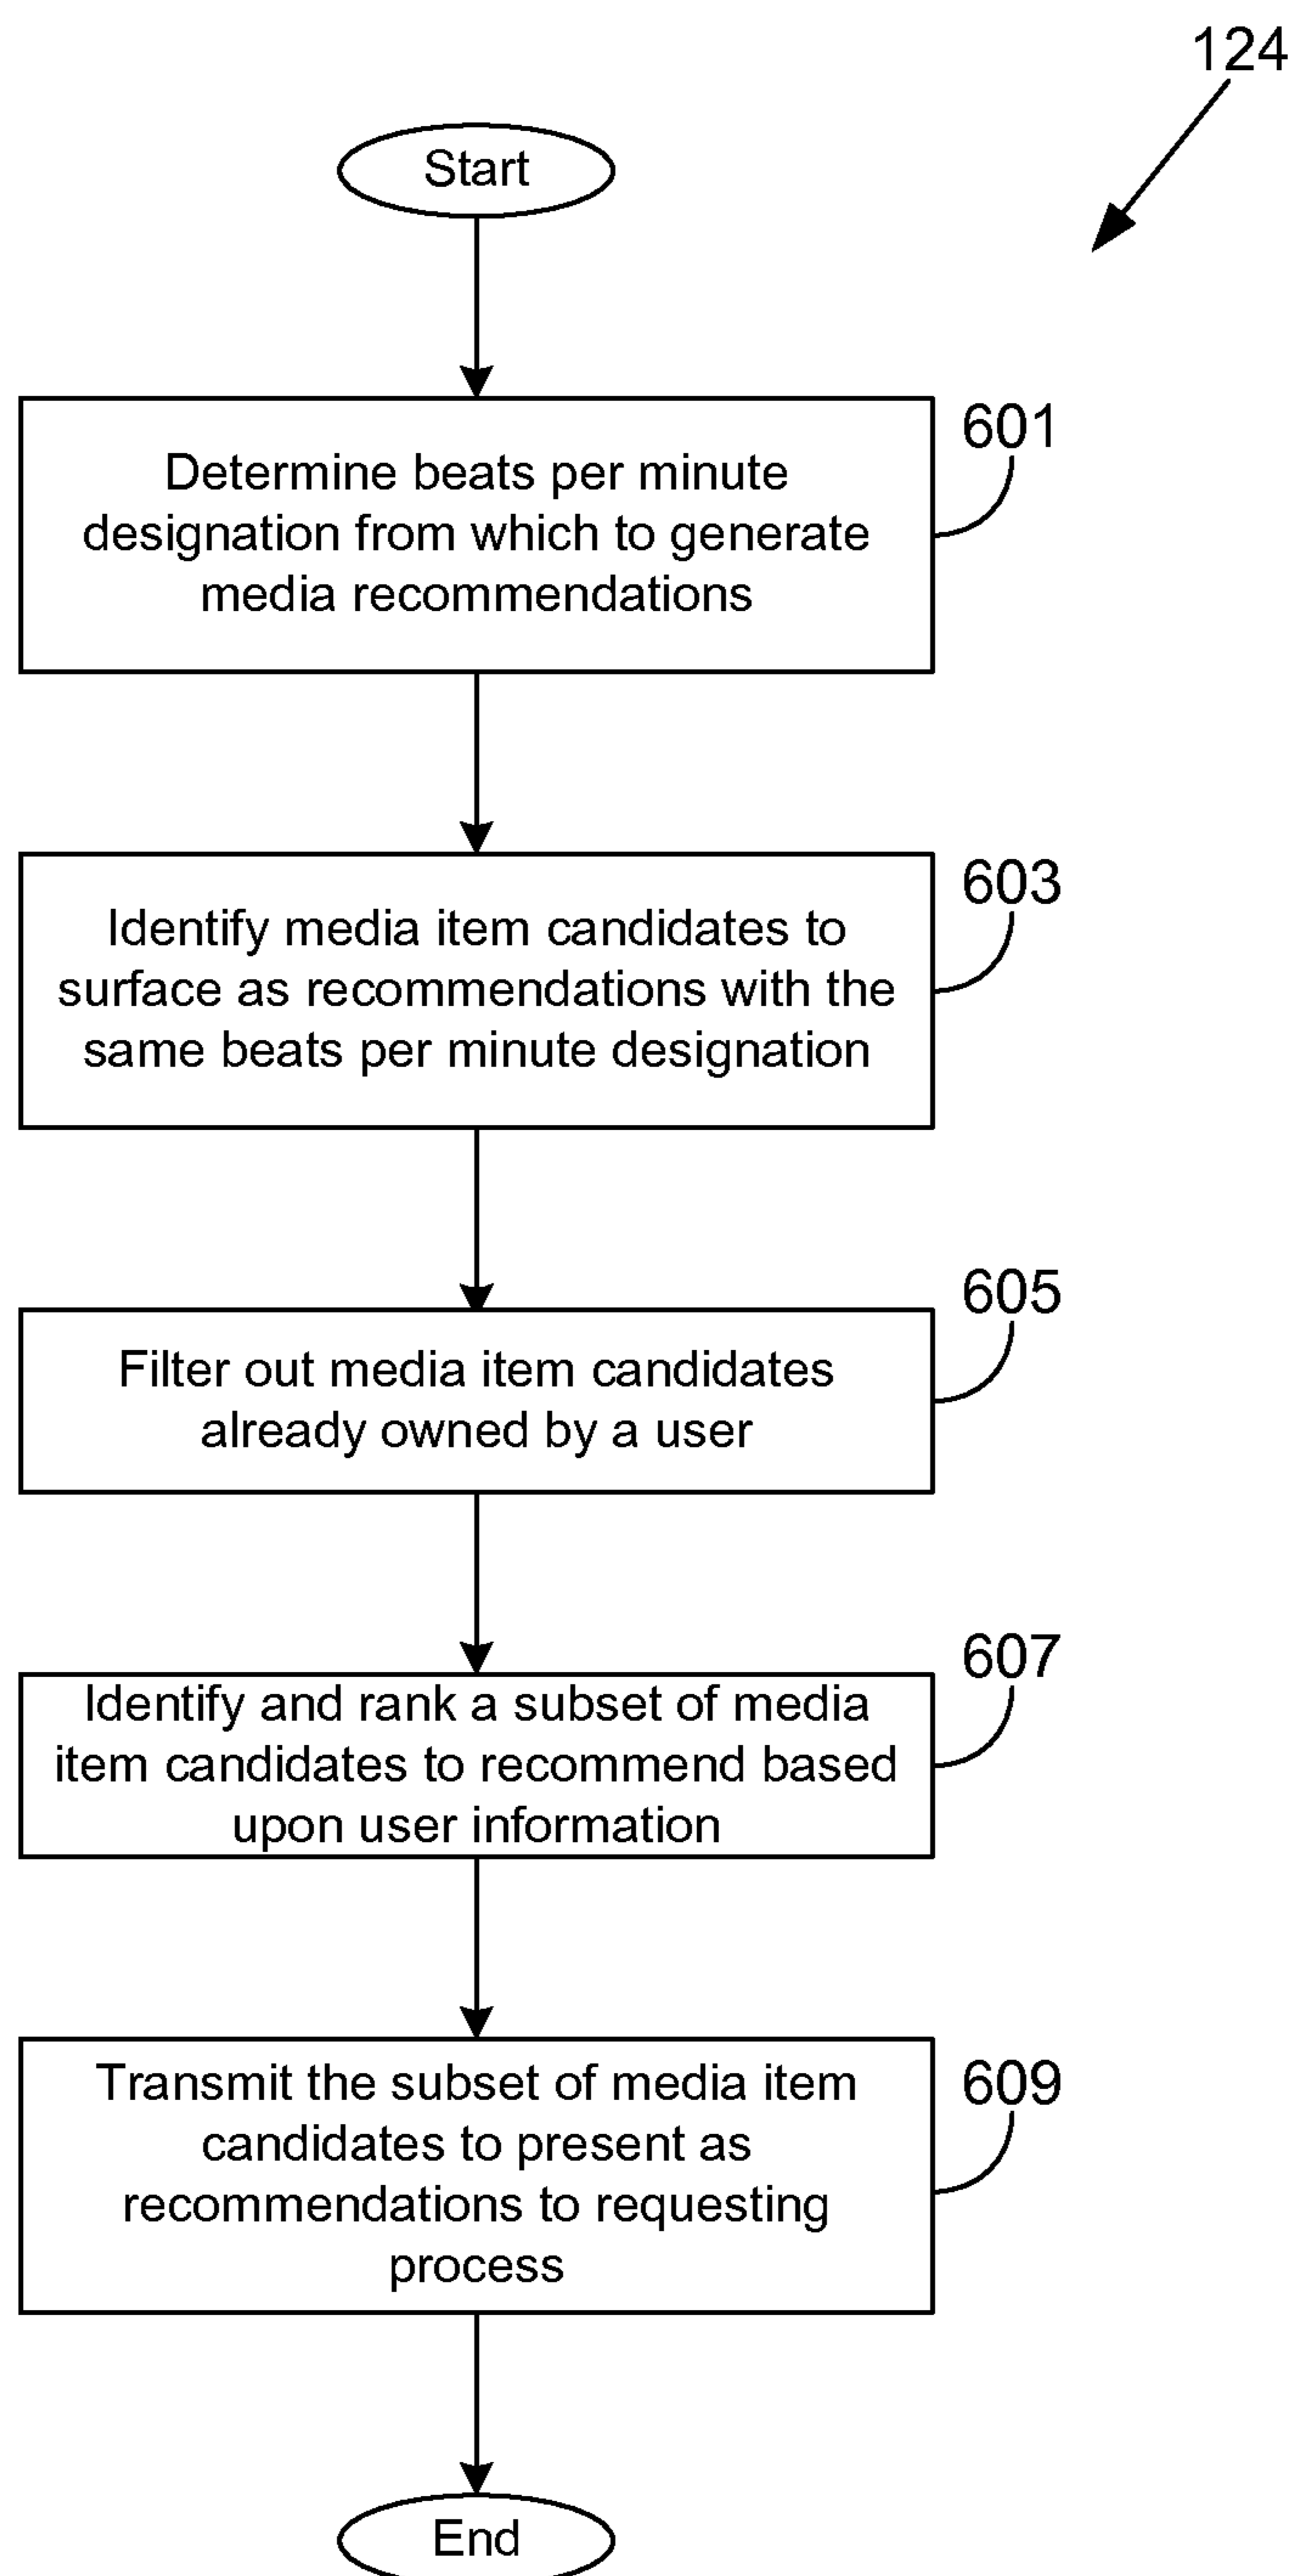 124
Start
601
Determine beats per minute
designation from which to generate
media recommendations
603
Identify media item candidates to
surface as recommendations with the
same beats per minute designation
605
Filter out media item candidates
already owned by a user
607
Identify and rank a subset of media
item candidates to recommend based
upon user information
609
Transmit the subset of media item
candidates to present as
recommendations to requesting
process
End